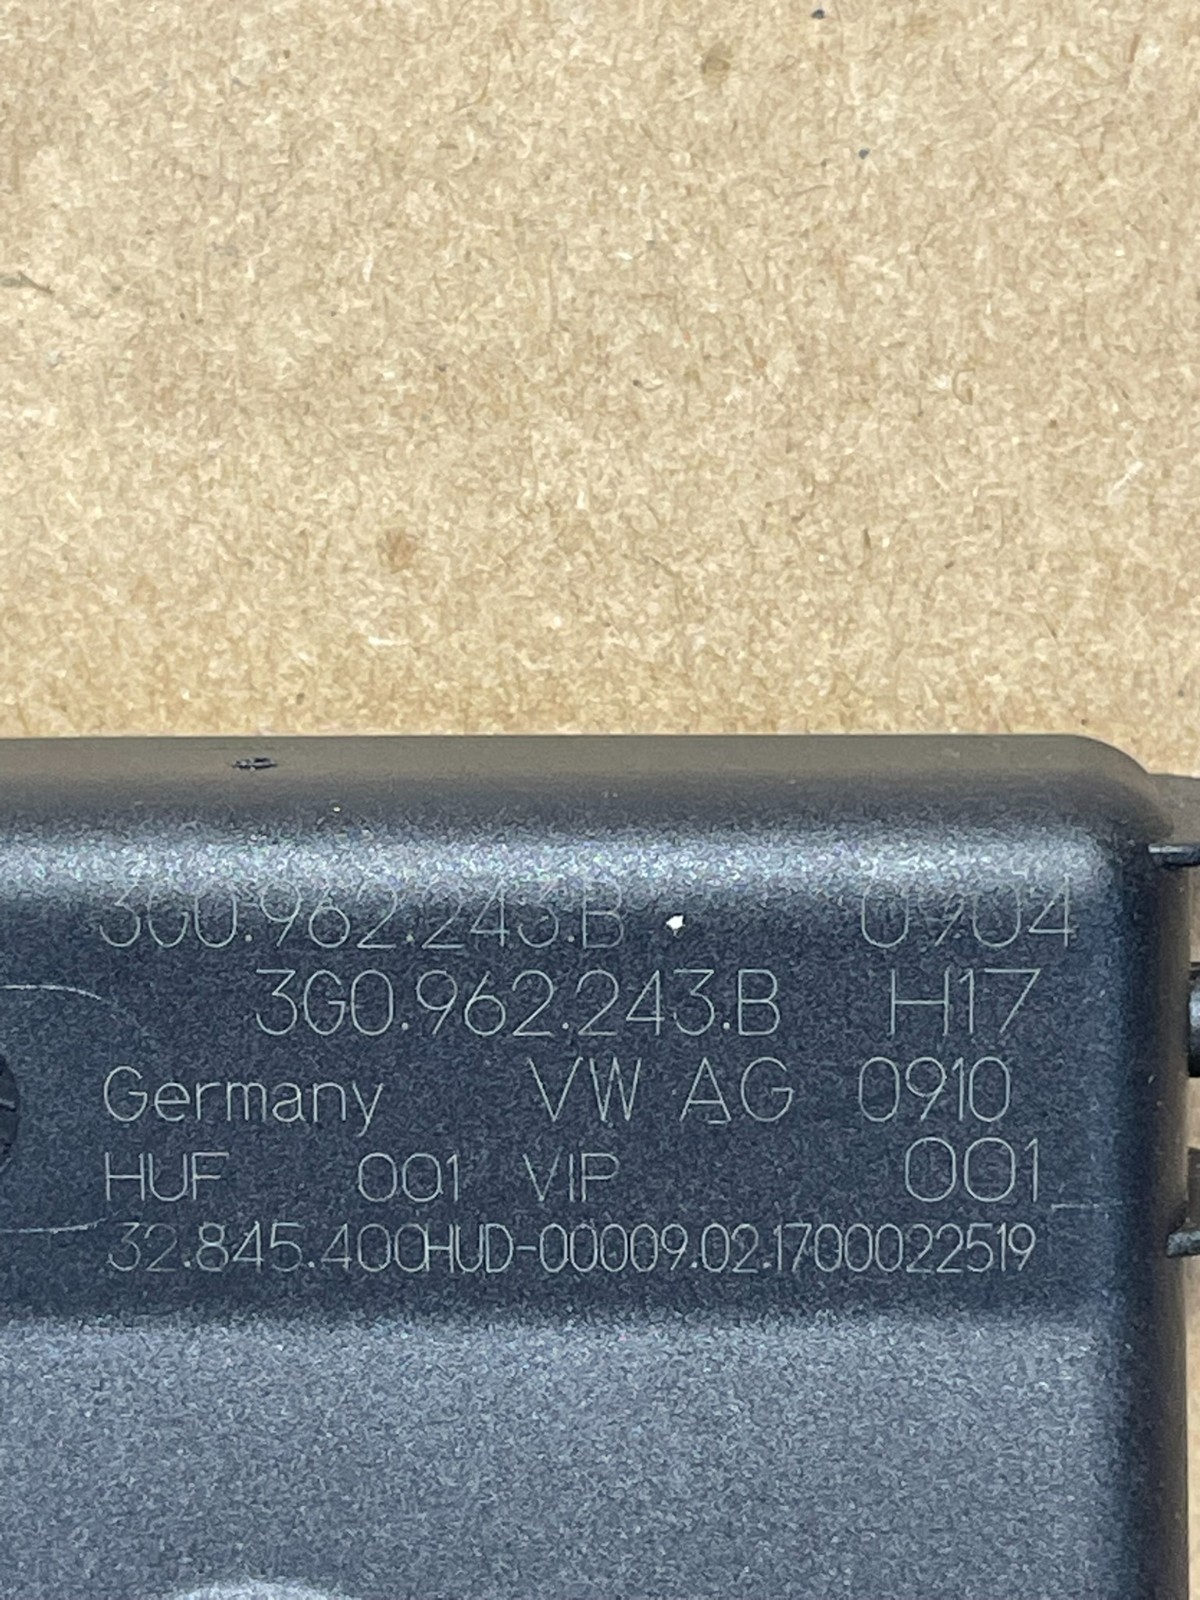 3G0.962.243.B 0904
3G0.962.243.B H17
Germany VW AG 0910
HUF 001 VIP 001
32.845.400HUD-00009.02.1700022519